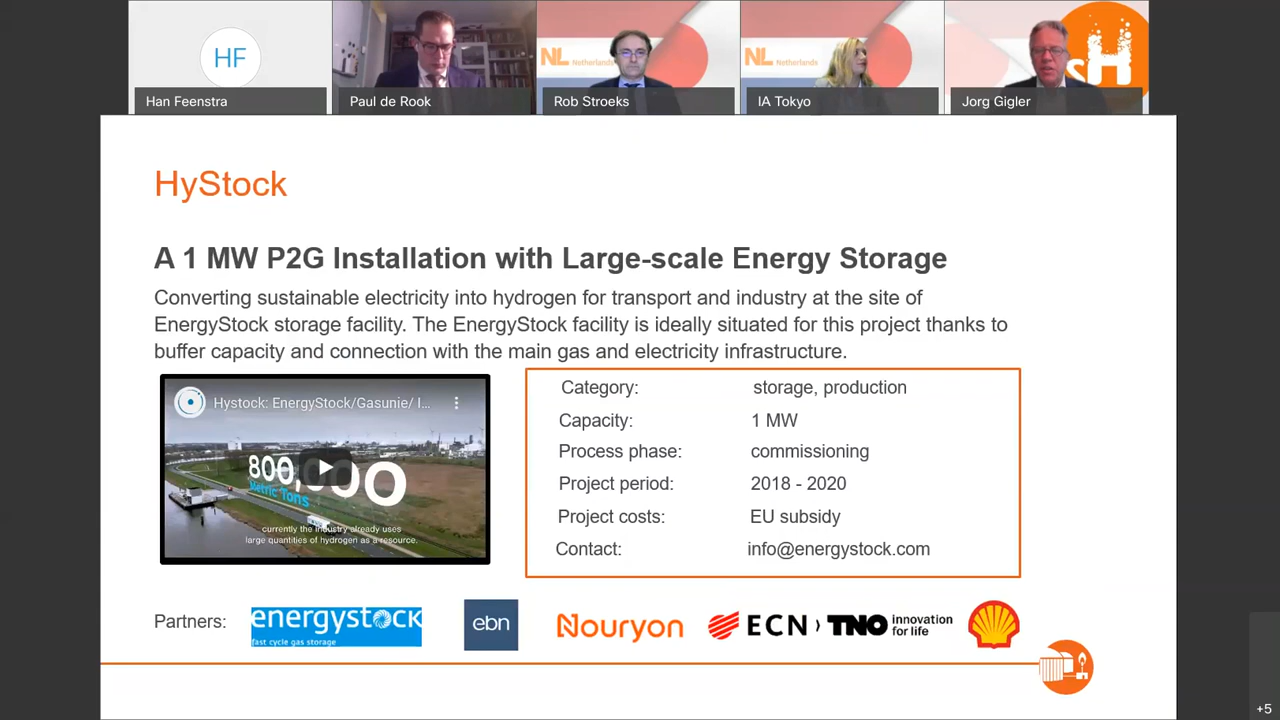 HF
Han Feenstra
Paul de Rook
NL Netherlands
Rob Stroeks
NL Netherlands
IA Tokyo
sH
Jorg Gigler
HyStock
A 1 MW P2G Installation with Large-scale Energy Storage
Converting sustainable electricity into hydrogen for transport and industry at the site of
EnergyStock storage facility. The EnergyStock facility is ideally situated for this project thanks to
buffer capacity and connection with the main gas and electricity infrastructure.
Hystock: EnergyStock/Gasunie/ I...
Metric Tons
currently the industry already uses
large quantities of hydrogen as a resource.
Category: storage, production
Capacity: 1 MW
Process phase: commissioning
Project period: 2018 - 2020
Project costs: EU subsidy
Contact: info@energystock.com
Partners:
energystock
fast cycle gas storage
ebn
Nouryon
ECN › TNO innovation
for life
+5